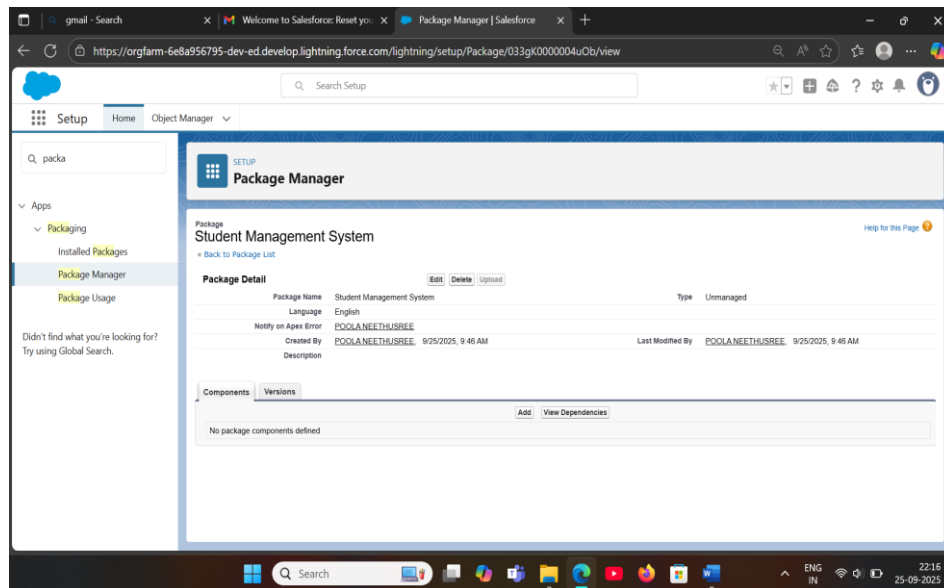 gmail - Search
Welcome to Salesforce: Reset you
Package Manager | Salesforce
https://orgfarm-6e8a956795-dev-ed.develop.lightning.force.com/lightning/setup/Package/033gK0000004uOb/view
Search Setup
Setup Home Object Manager
packa
SETUP
Package Manager
Apps
Packaging
Installed Packages
Package Manager
Package Usage
Didn't find what you're looking for?
Try using Global Search.
Package
Student Management System
Help for this Page
« Back to Package List
Package Detail Edit Delete Upload
Package Name Student Management System Type Unmanaged
Language English
Notify on Apex Error POOLA NEETHUSREE
Created By POOLA NEETHUSREE, 9/25/2025, 9:46 AM Last Modified By POOLA NEETHUSREE, 9/25/2025, 9:46 AM
Description
Components Versions
Add View Dependencies
No package components defined
Search
ENG
IN
22:16
25-09-2025